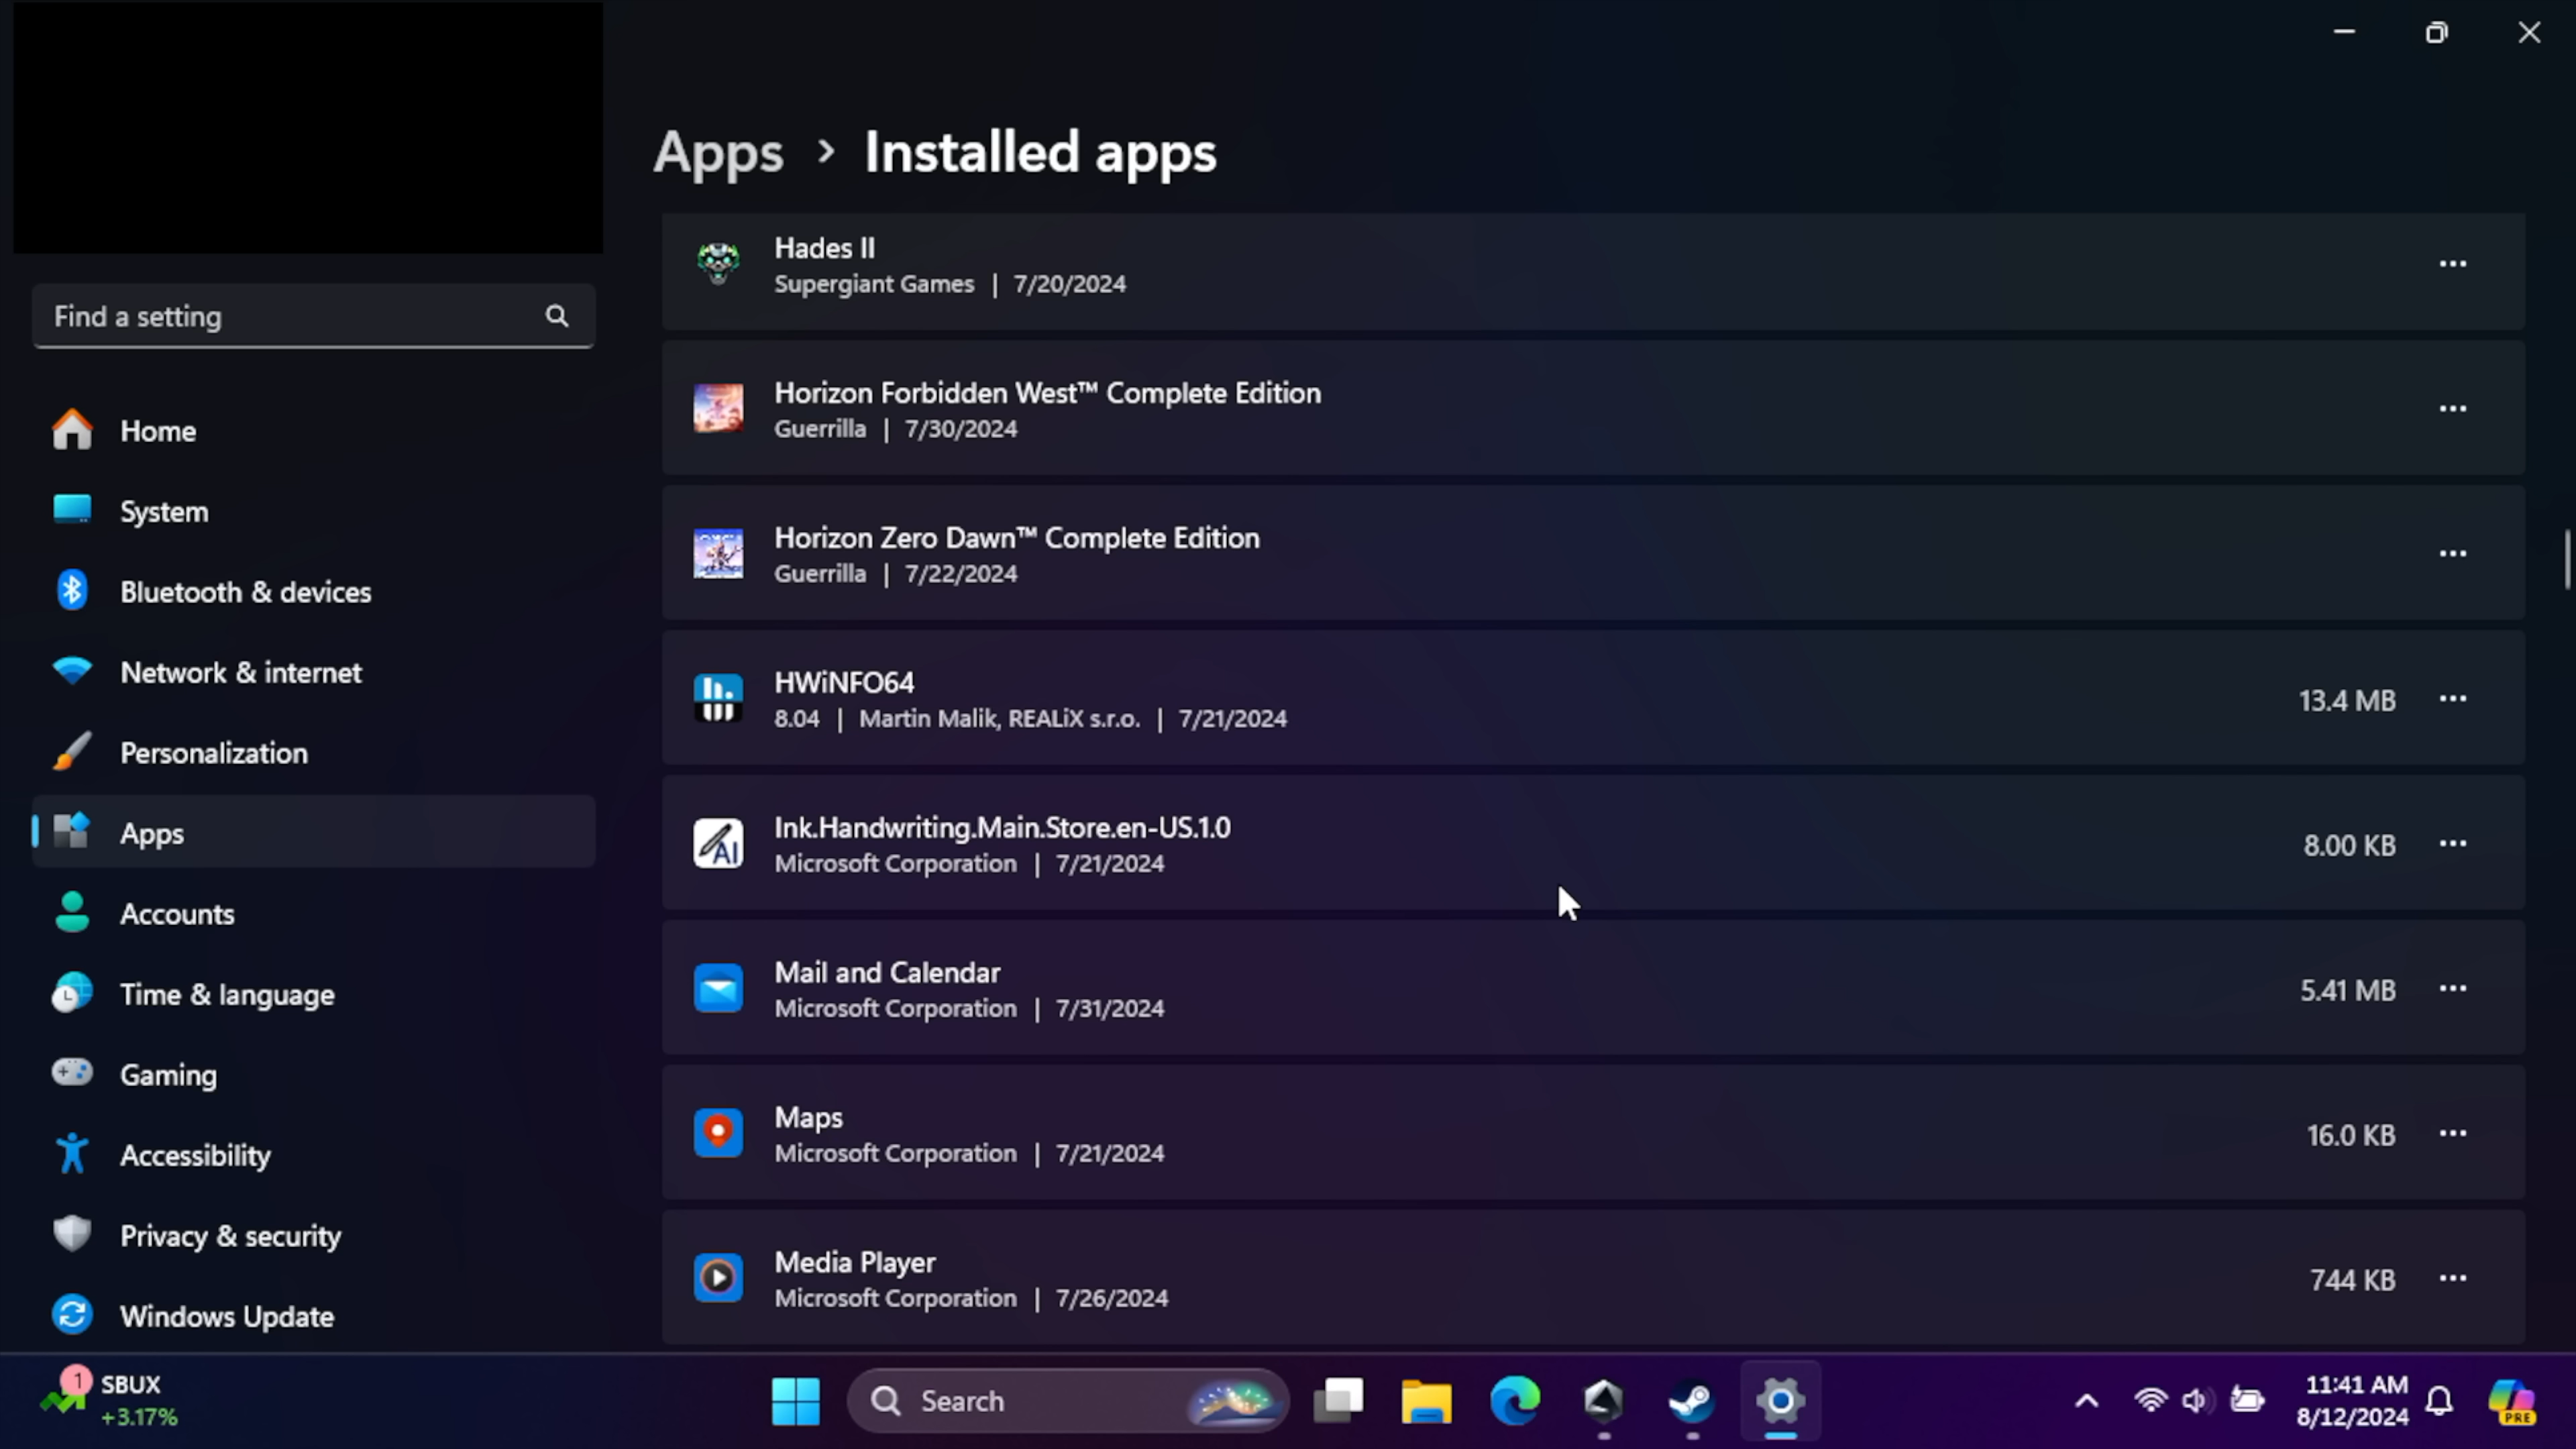 Apps > Installed apps
Find a setting
Home
System
Bluetooth & devices
Network & internet
Personalization
Apps
Accounts
Time & language
Gaming
Accessibility
Privacy & security
Windows Update
Hades II
Supergiant Games | 7/20/2024
Horizon Forbidden West™ Complete Edition
Guerrilla | 7/30/2024
Horizon Zero Dawn™ Complete Edition
Guerrilla | 7/22/2024
HWiNFO64
8.04 | Martin Malik, REALiX s.r.o. | 7/21/2024
13.4 MB
Ink.Handwriting.Main.Store.en-US.1.0
Microsoft Corporation | 7/21/2024
8.00 KB
Mail and Calendar
Microsoft Corporation | 7/31/2024
5.41 MB
Maps
Microsoft Corporation | 7/21/2024
16.0 KB
Media Player
Microsoft Corporation | 7/26/2024
744 KB
1
SBUX
+3.17%
Search
11:41 AM
8/12/2024
PRE